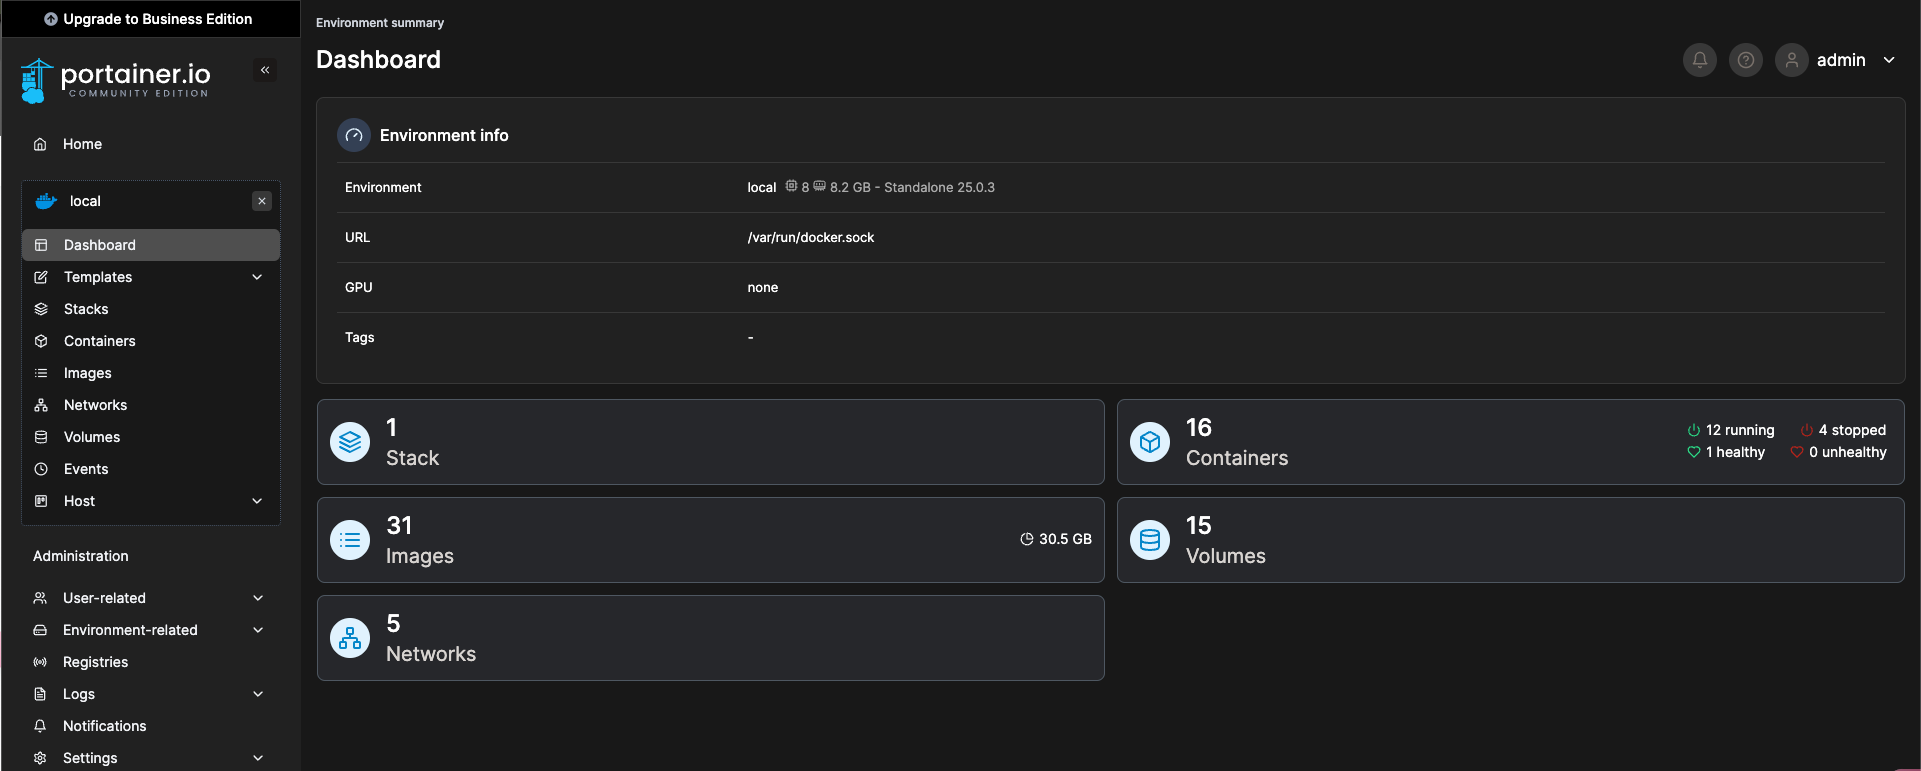 Upgrade to Business Edition
portainer.io
COMMUNITY EDITION
Home
local
Dashboard
Templates
Stacks
Containers
Images
Networks
Volumes
Events
Host
Administration
User-related
Environment-related
Registries
Logs
Notifications
Settings
Environment summary
Dashboard
admin
Environment info
Environment local 8 8.2 GB - Standalone 25.0.3
URL /var/run/docker.sock
GPU none
Tags -
1
Stack
16
Containers
12 running 4 stopped
1 healthy 0 unhealthy
31
Images
30.5 GB
15
Volumes
5
Networks